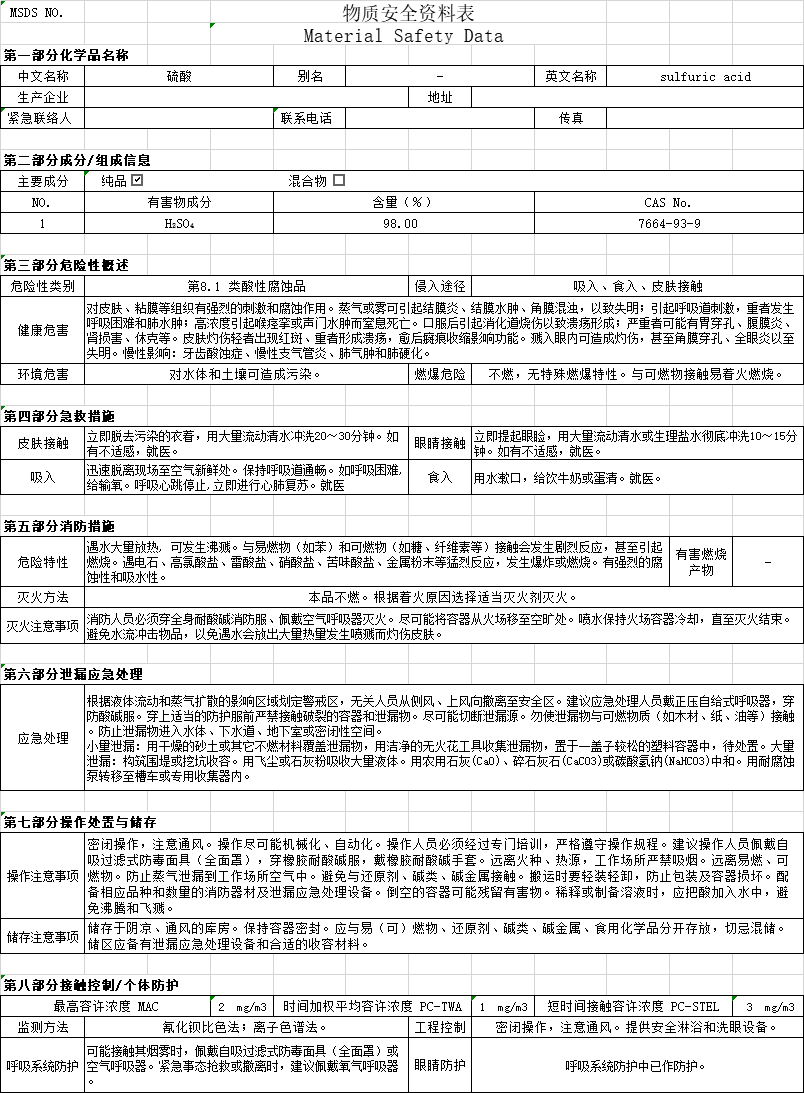 MSDS NO.
物质安全资料表
Material Safety Data
第一部分化学品名称
中文名称 硫酸 别名 - 英文名称 sulfuric acid
生产企业 地址
紧急联络人 联系电话 传真
第二部分成分/组成信息
主要成分 纯品 混合物
NO. 有害物成分 含量（%） CAS No.
1 H₂SO₄ 98.00 7664-93-9
第三部分危险性概述
危险性类别 第8.1 类酸性腐蚀品 侵入途径 吸入、食入、皮肤接触
健康危害
对皮肤、粘膜等组织有强烈的刺激和腐蚀作用。蒸气或雾可引起结膜炎、结膜水肿、角膜混浊，以致失明；引起呼吸道刺激，重者发生
呼吸困难和肺水肿；高浓度引起喉痉挛或声门水肿而窒息死亡。口服后引起消化道烧伤以致溃疡形成；严重者可能有胃穿孔、腹膜炎、
肾损害、休克等。皮肤灼伤轻者出现红斑、重者形成溃疡，愈后瘢痕收缩影响功能。溅入眼内可造成灼伤，甚至角膜穿孔、全眼炎以至
失明。慢性影响：牙齿酸蚀症、慢性支气管炎、肺气肿和肺硬化。
环境危害 对水体和土壤可造成污染。 燃爆危险 不燃，无特殊燃爆特性。与可燃物接触易着火燃烧。
第四部分急救措施
皮肤接触
立即脱去污染的衣着，用大量流动清水冲洗20～30分钟。如
有不适感，就医。
眼睛接触
立即提起眼睑，用大量流动清水或生理盐水彻底冲洗10～15分
钟。如有不适感，就医。
吸入
迅速脱离现场至空气新鲜处。保持呼吸道通畅。如呼吸困难,
给输氧。呼吸心跳停止,立即进行心肺复苏。就医
食入
用水漱口，给饮牛奶或蛋清。就医。
第五部分消防措施
危险特性
遇水大量放热, 可发生沸溅。与易燃物（如苯）和可燃物（如糖、纤维素等）接触会发生剧烈反应，甚至引起
燃烧。遇电石、高氯酸盐、雷酸盐、硝酸盐、苦味酸盐、金属粉末等猛烈反应，发生爆炸或燃烧。有强烈的腐
蚀性和吸水性。
有害燃烧
产物
-
灭火方法 本品不燃。根据着火原因选择适当灭火剂灭火。
灭火注意事项
消防人员必须穿全身耐酸碱消防服、佩戴空气呼吸器灭火。尽可能将容器从火场移至空旷处。喷水保持火场容器冷却，直至灭火结束。
避免水流冲击物品，以免遇水会放出大量热量发生喷溅而灼伤皮肤。
第六部分泄漏应急处理
应急处理
根据液体流动和蒸气扩散的影响区域划定警戒区，无关人员从侧风、上风向撤离至安全区。建议应急处理人员戴正压自给式呼吸器，穿
防酸碱服。穿上适当的防护服前严禁接触破裂的容器和泄漏物。尽可能切断泄漏源。勿使泄漏物与可燃物质（如木材、纸、油等）接触
。防止泄漏物进入水体、下水道、地下室或密闭性空间。
小量泄漏：用干燥的砂土或其它不燃材料覆盖泄漏物，用洁净的无火花工具收集泄漏物，置于一盖子较松的塑料容器中，待处置。大量
泄漏：构筑围堤或挖坑收容。用飞尘或石灰粉吸收大量液体。用农用石灰(CaO)、碎石灰石(CaCO3)或碳酸氢钠(NaHCO3)中和。用耐腐蚀
泵转移至槽车或专用收集器内。
第七部分操作处置与储存
操作注意事项
密闭操作，注意通风。操作尽可能机械化、自动化。操作人员必须经过专门培训，严格遵守操作规程。建议操作人员佩戴自
吸过滤式防毒面具（全面罩），穿橡胶耐酸碱服，戴橡胶耐酸碱手套。远离火种、热源，工作场所严禁吸烟。远离易燃、可
燃物。防止蒸气泄漏到工作场所空气中。避免与还原剂、碱类、碱金属接触。搬运时要轻装轻卸，防止包装及容器损坏。配
备相应品种和数量的消防器材及泄漏应急处理设备。倒空的容器可能残留有害物。稀释或制备溶液时，应把酸加入水中，避
免沸腾和飞溅。
储存注意事项
储存于阴凉、通风的库房。保持容器密封。应与易（可）燃物、还原剂、碱类、碱金属、食用化学品分开存放，切忌混储。
储区应备有泄漏应急处理设备和合适的收容材料。
第八部分接触控制/个体防护
最高容许浓度 MAC 2 mg/m3 时间加权平均容许浓度 PC-TWA 1 mg/m3 短时间接触容许浓度 PC-STEL 3 mg/m3
监测方法 氰化钡比色法；离子色谱法。 工程控制 密闭操作，注意通风。提供安全淋浴和洗眼设备。
呼吸系统防护
可能接触其烟雾时，佩戴自吸过滤式防毒面具（全面罩）或
空气呼吸器。紧急事态抢救或撤离时，建议佩戴氧气呼吸器
。
眼睛防护 呼吸系统防护中已作防护。